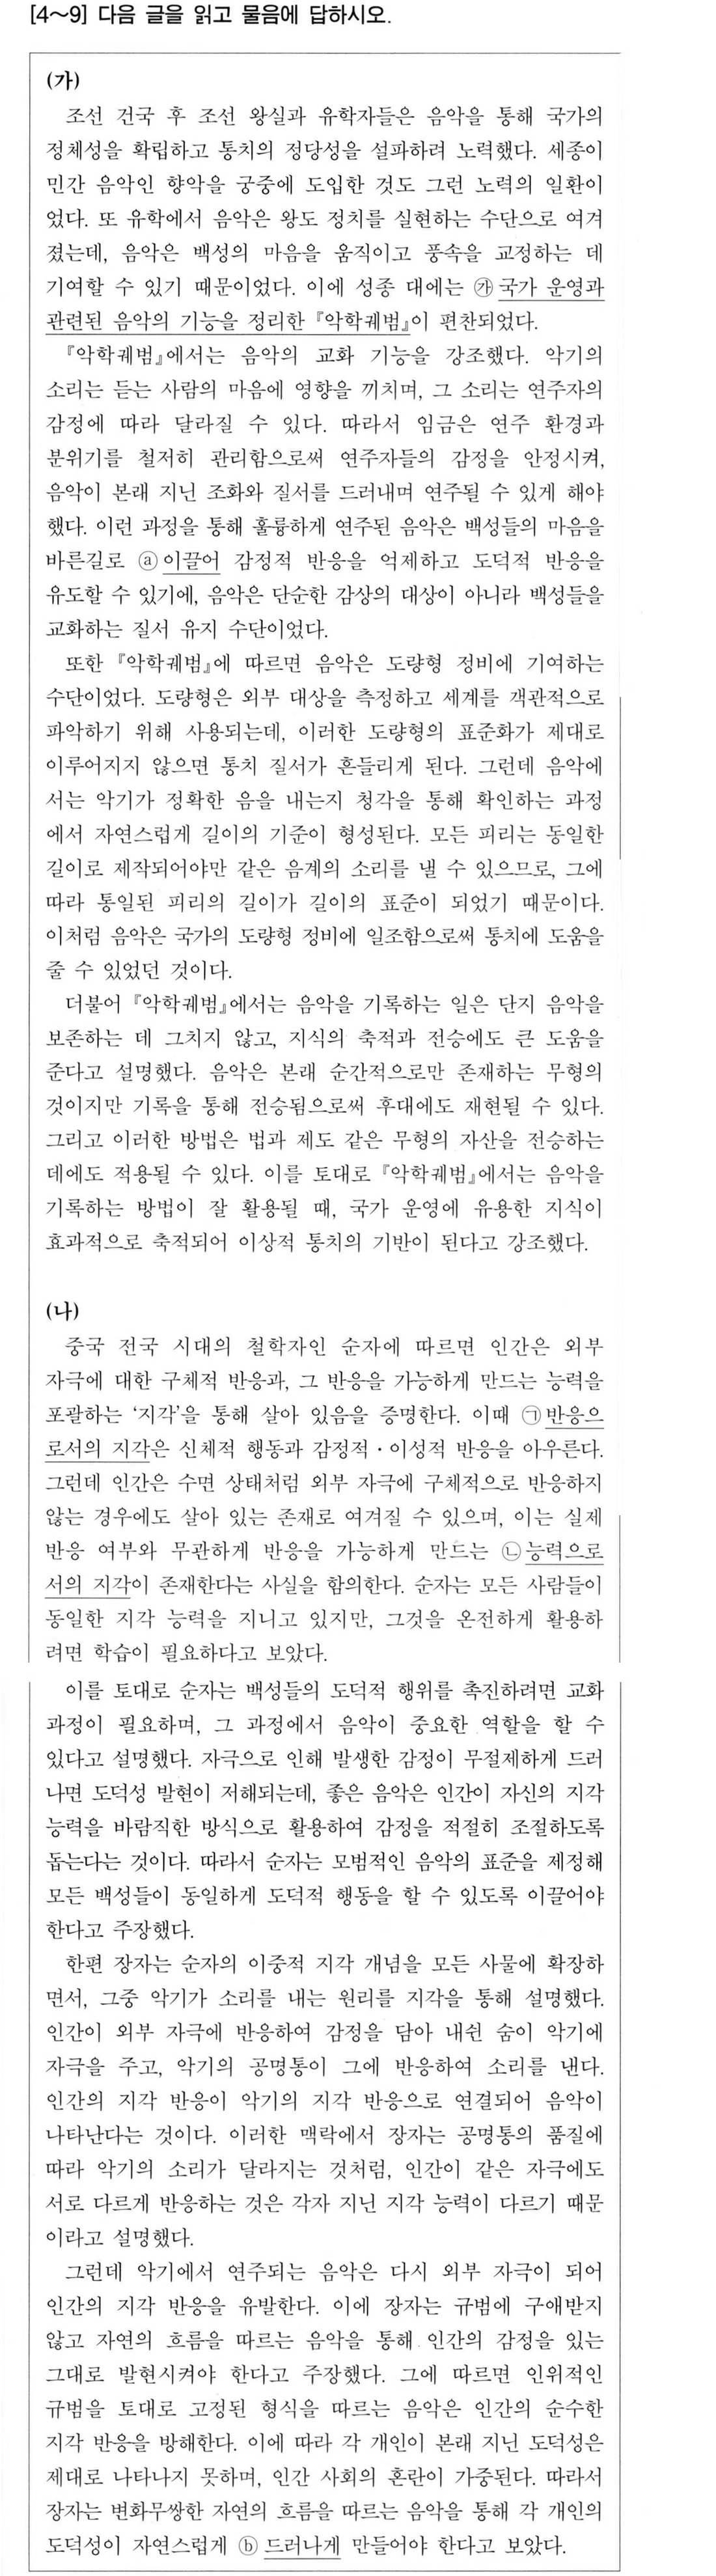 [4~9] 다음 글을 읽고 물음에 답하시오.
(가)
조선 건국 후 조선 왕실과 유학자들은 음악을 통해 국가의
정체성을 확립하고 통치의 정당성을 설파하려 노력했다. 세종이
민간 음악인 향악을 궁중에 도입한 것도 그런 노력의 일환이
었다. 또 유학에서 음악은 왕도 정치를 실현하는 수단으로 여겨
졌는데, 음악은 백성의 마음을 움직이고 풍속을 교정하는 데
기여할 수 있기 때문이었다. 이에 성종 대에는 ㉮ 국가 운영과
관련된 음악의 기능을 정리한 『악학궤범』이 편찬되었다.
『악학궤범』에서는 음악의 교화 기능을 강조했다. 악기의
소리는 듣는 사람의 마음에 영향을 끼치며, 그 소리는 연주자의
감정에 따라 달라질 수 있다. 따라서 임금은 연주 환경과
분위기를 철저히 관리함으로써 연주자들의 감정을 안정시켜,
음악이 본래 지닌 조화와 질서를 드러내며 연주될 수 있게 해야
했다. 이런 과정을 통해 훌륭하게 연주된 음악은 백성들의 마음을
바른길로 ⓐ 이끌어 감정적 반응을 억제하고 도덕적 반응을
유도할 수 있기에, 음악은 단순한 감상의 대상이 아니라 백성들을
교화하는 질서 유지 수단이었다.
또한 『악학궤범』에 따르면 음악은 도량형 정비에 기여하는
수단이었다. 도량형은 외부 대상을 측정하고 세계를 객관적으로
파악하기 위해 사용되는데, 이러한 도량형의 표준화가 제대로
이루어지지 않으면 통치 질서가 흔들리게 된다. 그런데 음악에
서는 악기가 정확한 음을 내는지 청각을 통해 확인하는 과정
에서 자연스럽게 길이의 기준이 형성된다. 모든 피리는 동일한
길이로 제작되어야만 같은 음계의 소리를 낼 수 있으므로, 그에
따라 통일된 피리의 길이가 길이의 표준이 되었기 때문이다.
이처럼 음악은 국가의 도량형 정비에 일조함으로써 통치에 도움을
줄 수 있었던 것이다.
더불어 『악학궤범』에서는 음악을 기록하는 일은 단지 음악을
보존하는 데 그치지 않고, 지식의 축적과 전승에도 큰 도움을
준다고 설명했다. 음악은 본래 순간적으로만 존재하는 무형의
것이지만 기록을 통해 전승됨으로써 후대에도 재현될 수 있다.
그리고 이러한 방법은 법과 제도 같은 무형의 자산을 전승하는
데에도 적용될 수 있다. 이를 토대로 『악학궤범』에서는 음악을
기록하는 방법이 잘 활용될 때, 국가 운영에 유용한 지식이
효과적으로 축적되어 이상적 통치의 기반이 된다고 강조했다.
(나)
중국 전국 시대의 철학자인 순자에 따르면 인간은 외부
자극에 대한 구체적 반응과, 그 반응을 가능하게 만드는 능력을
포괄하는 ‘지각’을 통해 살아 있음을 증명한다. 이때 ㉠ 반응으
로서의 지각은 신체적 행동과 감정적·이성적 반응을 아우른다.
그런데 인간은 수면 상태처럼 외부 자극에 구체적으로 반응하지
않는 경우에도 살아 있는 존재로 여겨질 수 있으며, 이는 실제
반응 여부와 무관하게 반응을 가능하게 만드는 ㉡ 능력으로
서의 지각이 존재한다는 사실을 함의한다. 순자는 모든 사람들이
동일한 지각 능력을 지니고 있지만, 그것을 온전하게 활용하
려면 학습이 필요하다고 보았다.
이를 토대로 순자는 백성들의 도덕적 행위를 촉진하려면 교화
과정이 필요하며, 그 과정에서 음악이 중요한 역할을 할 수
있다고 설명했다. 자극으로 인해 발생한 감정이 무절제하게 드러
나면 도덕성 발현이 저해되는데, 좋은 음악은 인간이 자신의 지각
능력을 바람직한 방식으로 활용하여 감정을 적절히 조절하도록
돕는다는 것이다. 따라서 순자는 모범적인 음악의 표준을 제정해
모든 백성들이 동일하게 도덕적 행동을 할 수 있도록 이끌어야
한다고 주장했다.
한편 장자는 순자의 이중적 지각 개념을 모든 사물에 확장하
면서, 그중 악기가 소리를 내는 원리를 지각을 통해 설명했다.
인간이 외부 자극에 반응하여 감정을 담아 내쉰 숨이 악기에
자극을 주고, 악기의 공명통이 그에 반응하여 소리를 낸다.
인간의 지각 반응이 악기의 지각 반응으로 연결되어 음악이
나타난다는 것이다. 이러한 맥락에서 장자는 공명통의 품질에
따라 악기의 소리가 달라지는 것처럼, 인간이 같은 자극에도
서로 다르게 반응하는 것은 각자 지닌 지각 능력이 다르기 때문
이라고 설명했다.
그런데 악기에서 연주되는 음악은 다시 외부 자극이 되어
인간의 지각 반응을 유발한다. 이에 장자는 규범에 구애받지
않고 자연의 흐름을 따르는 음악을 통해 인간의 감정을 있는
그대로 발현시켜야 한다고 주장했다. 그에 따르면 인위적인
규범을 토대로 고정된 형식을 따르는 음악은 인간의 순수한
지각 반응을 방해한다. 이에 따라 각 개인이 본래 지닌 도덕성은
제대로 나타나지 못하며, 인간 사회의 혼란이 가중된다. 따라서
장자는 변화무쌍한 자연의 흐름을 따르는 음악을 통해 각 개인의
도덕성이 자연스럽게 ⓑ 드러나게 만들어야 한다고 보았다.